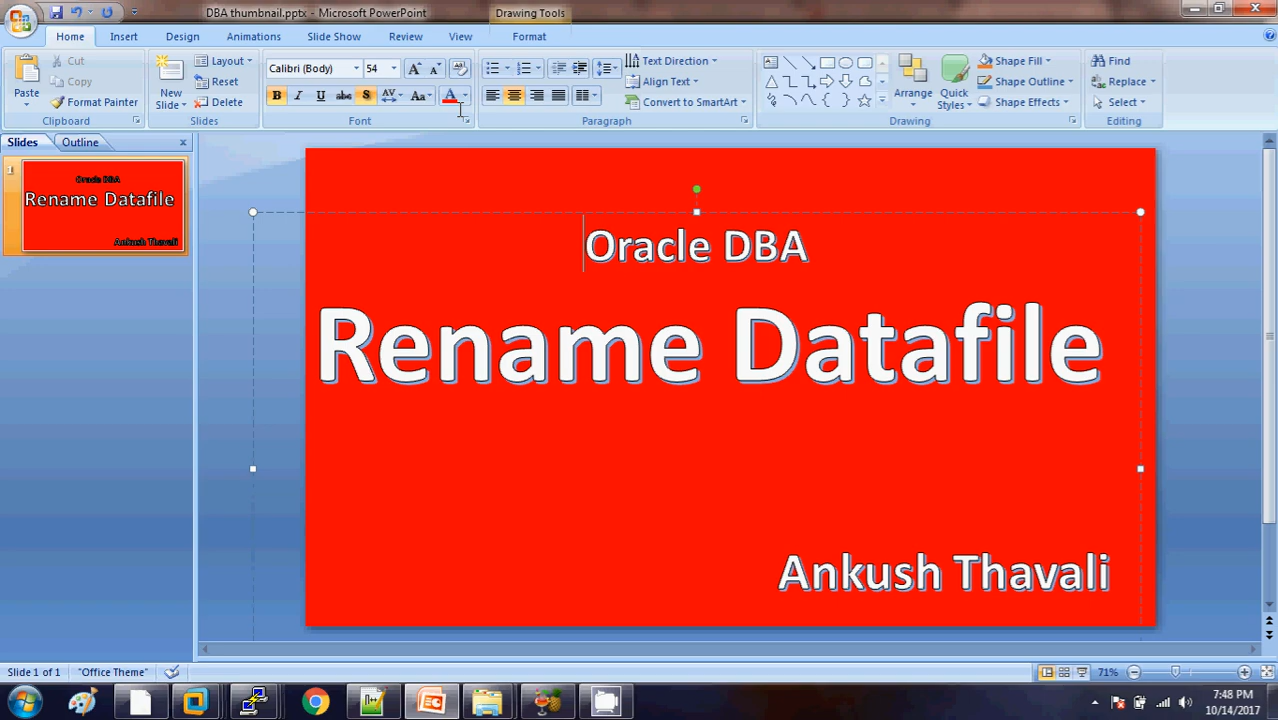 DBA thumbnail.pptx - Microsoft PowerPoint
Drawing Tools
Home Insert Design Animations Slide Show Review View Format
Paste
Cut
Copy
Format Painter
Clipboard
New Slide
Layout
Reset
Delete
Slides
Calibri (Body) 54
B I U abe S AV Aa A
Font
Text Direction
Align Text
Convert to SmartArt
Paragraph
Arrange
Quick Styles
Shape Fill
Shape Outline
Shape Effects
Drawing
Find
Replace
Select
Editing
Slides Outline
1
Oracle DBA
Rename Datafile
Ankush Thavali
Oracle DBA
Rename Datafile
Ankush Thavali
Slide 1 of 1 "Office Theme" 71%
7:48 PM
10/14/2017